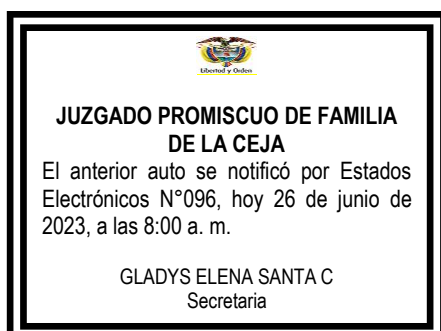 Libertad y Orden
JUZGADO PROMISCUO DE FAMILIA
DE LA CEJA
El anterior auto se notificó por Estados
Electrónicos N°096, hoy 26 de junio de
2023, a las 8:00 a. m.
GLADYS ELENA SANTA C
Secretaria